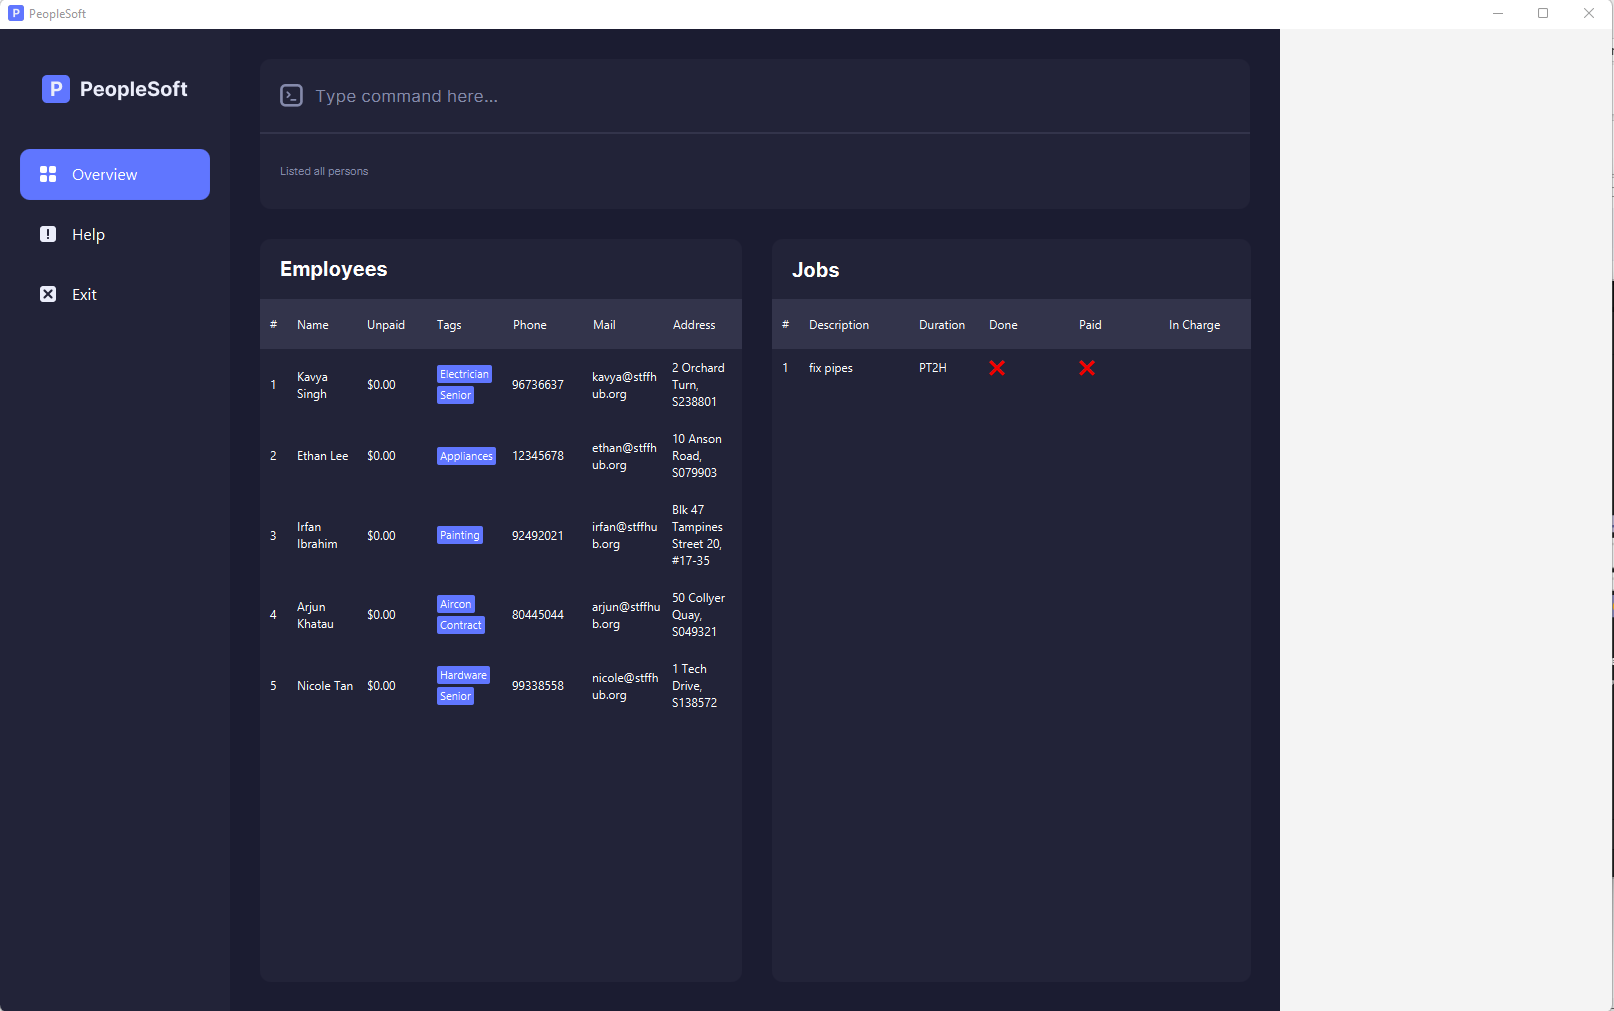 PeopleSoft
P PeopleSoft
Overview
Help
Exit
Type command here...
Listed all persons
Employees
# Name Unpaid Tags Phone Mail Address
1 Kavya Singh $0.00 Electrician Senior 96736637 kavya@stffhub.org 2 Orchard Turn, S238801
2 Ethan Lee $0.00 Appliances 12345678 ethan@stffhub.org 10 Anson Road, S079903
3 Irfan Ibrahim $0.00 Painting 92492021 irfan@stffhub.org Blk 47 Tampines Street 20, #17-35
4 Arjun Khatau $0.00 Aircon Contract 80445044 arjun@stffhub.org 50 Collyer Quay, S049321
5 Nicole Tan $0.00 Hardware Senior 99338558 nicole@stffhub.org 1 Tech Drive, S138572
Jobs
# Description Duration Done Paid In Charge
1 fix pipes PT2H